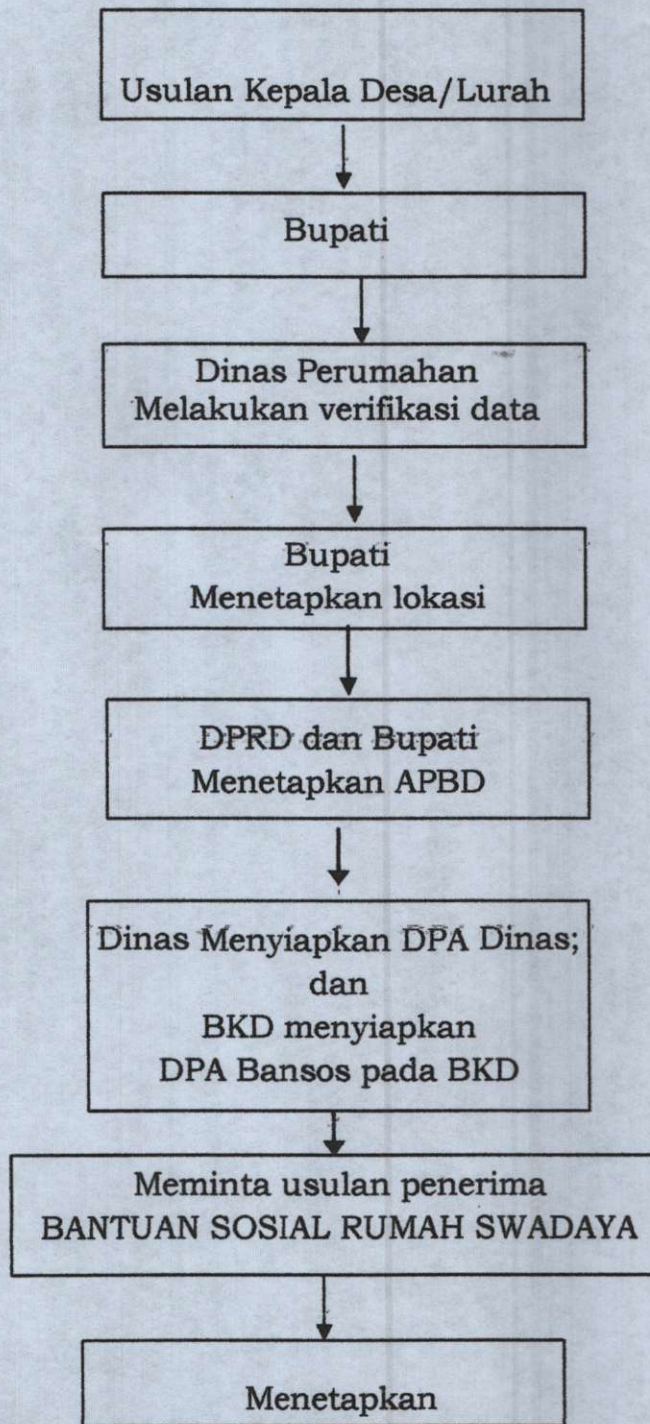 Usulan Kepala Desa/Lurah
Bupati
Dinas Perumahan
Melakukan verifikasi data
Bupati
Menetapkan lokasi
DPRD dan Bupati
Menetapkan APBD
Dinas Menyiapkan DPA Dinas;
dan
BKD menyiapkan
DPA Bansos pada BKD
Meminta usulan penerima
BANTUAN SOSIAL RUMAH SWADAYA
Menetapkan